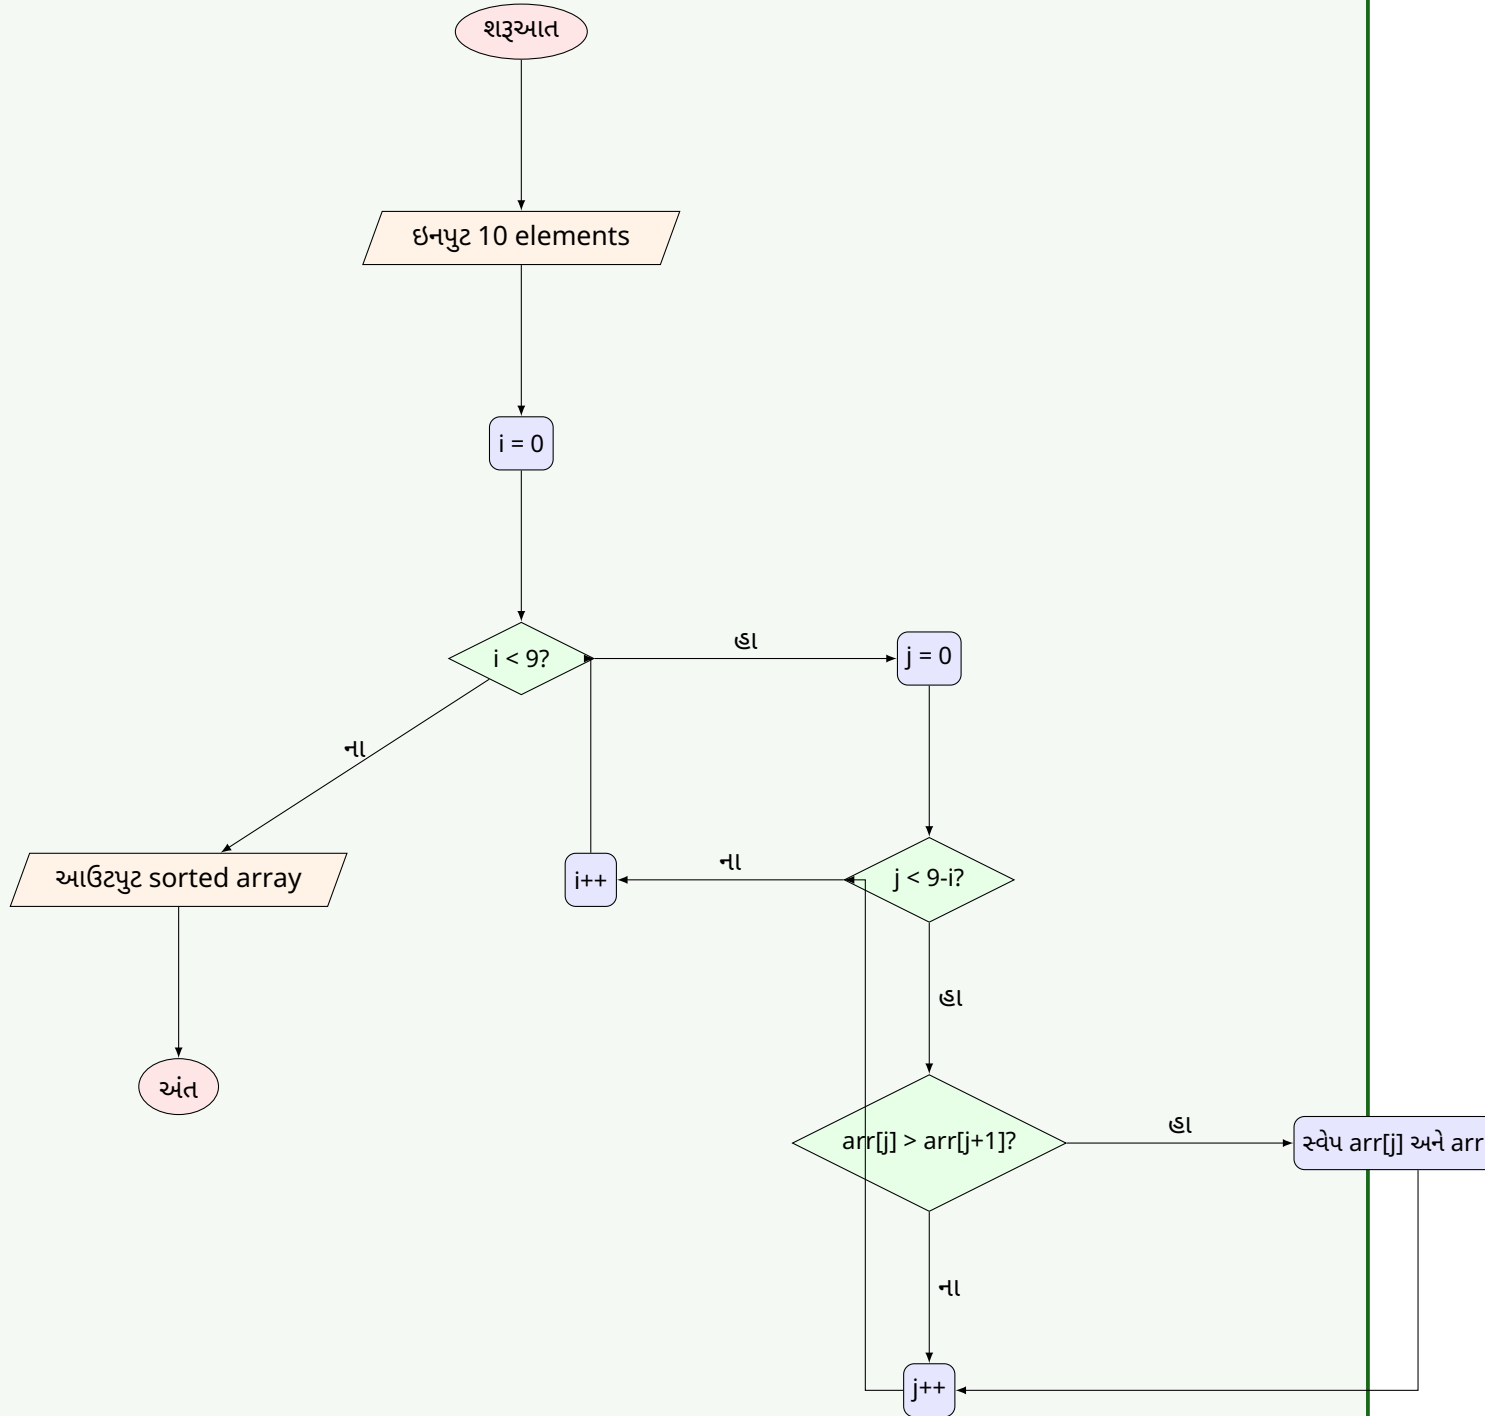 શરૂઆત
ઇનપુટ 10 elements
i = 0
i < 9?
હા
j = 0
ના
આઉટપુટ sorted array
i++
ના
j < 9-i?
હા
અંત
arr[j] > arr[j+1]?
હા
સ્વેપ arr[j] અને arr
ના
j++